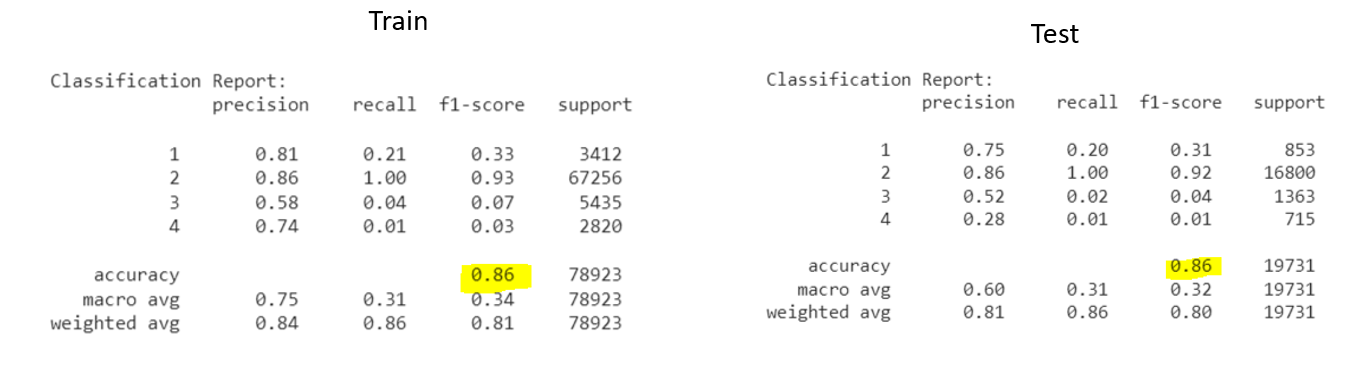 Train
Classification Report:
precision recall f1-score support
1 0.81 0.21 0.33 3412
2 0.86 1.00 0.93 67256
3 0.58 0.04 0.07 5435
4 0.74 0.01 0.03 2820
accuracy 0.86 78923
macro avg 0.75 0.31 0.34 78923
weighted avg 0.84 0.86 0.81 78923
Test
Classification Report:
precision recall f1-score support
1 0.75 0.20 0.31 853
2 0.86 1.00 0.92 16800
3 0.52 0.02 0.04 1363
4 0.28 0.01 0.01 715
accuracy 0.86 19731
macro avg 0.60 0.31 0.32 19731
weighted avg 0.81 0.86 0.80 19731